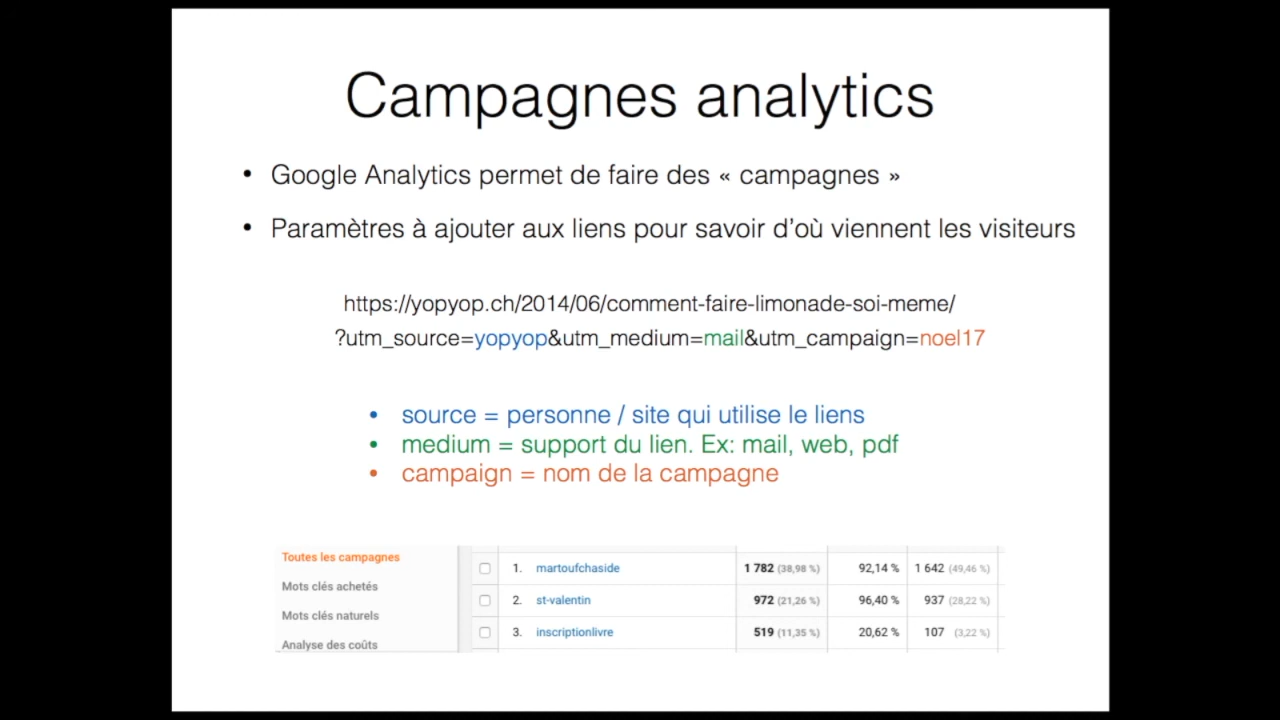 Campagnes analytics
• Google Analytics permet de faire des « campagnes »
• Paramètres à ajouter aux liens pour savoir d’où viennent les visiteurs
https://yopyop.ch/2014/06/comment-faire-limonade-soi-meme/
?utm_source=yopyop&utm_medium=mail&utm_campaign=noel17
• source = personne / site qui utilise le liens
• medium = support du lien. Ex: mail, web, pdf
• campaign = nom de la campagne
Toutes les campagnes
Mots clés achetés
Mots clés naturels
Analyse des coûts
1. martoufchaside 1 782 (38,98 %) 92,14 % 1 642 (49,46 %)
2. st-valentin 972 (21,26 %) 96,40 % 937 (28,22 %)
3. inscriptionlivre 519 (11,35 %) 20,62 % 107 (3,22 %)